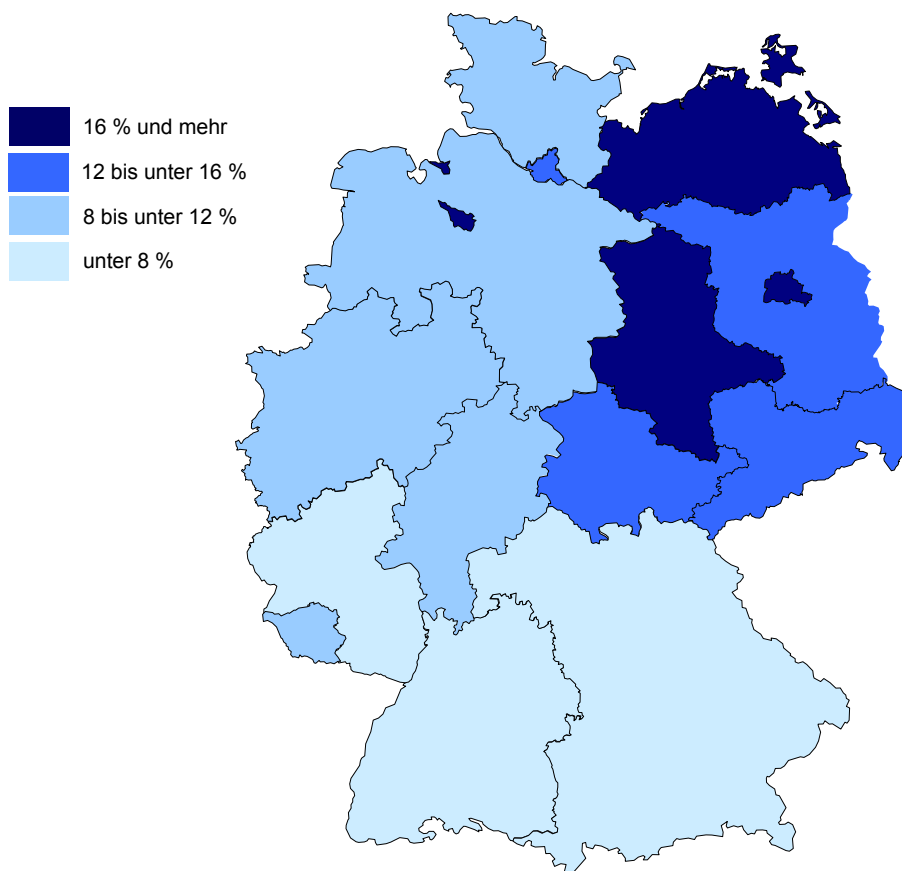 16 % und mehr
12 bis unter 16 %
8 bis unter 12 %
unter 8 %